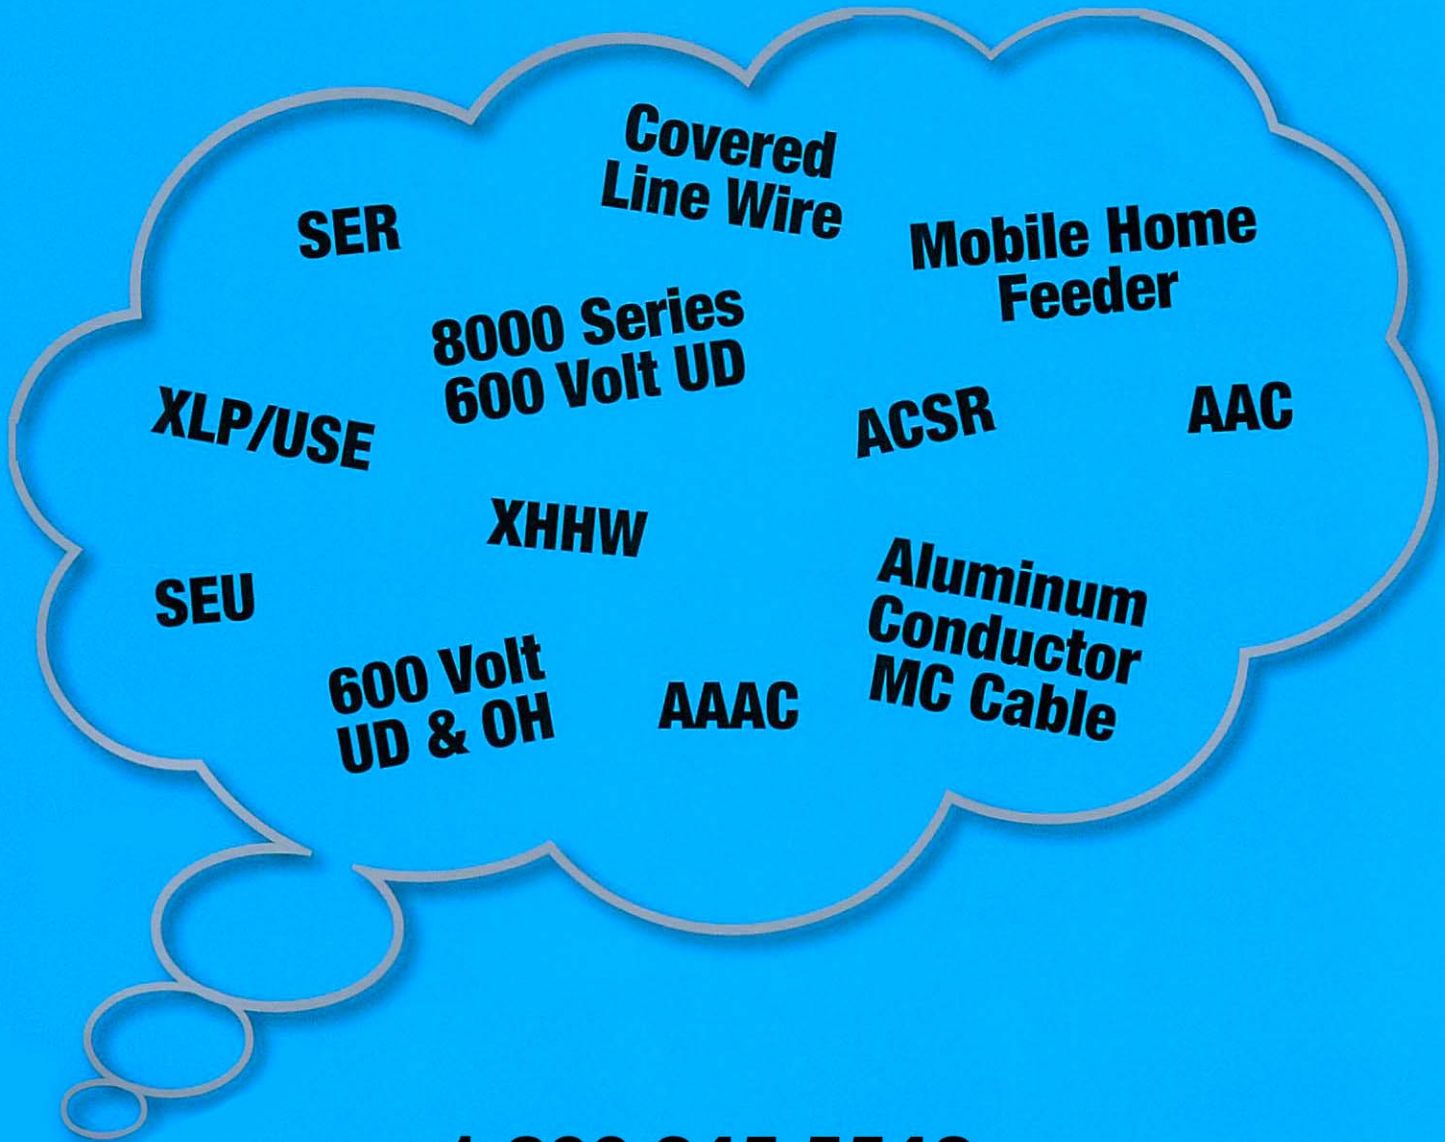 Covered
Line Wire
SER
Mobile Home
Feeder
8000 Series
600 Volt UD
XLP/USE
ACSR
AAC
XHHW
Aluminum
Conductor
MC Cable
SEU
600 Volt
UD & OH
AAAC